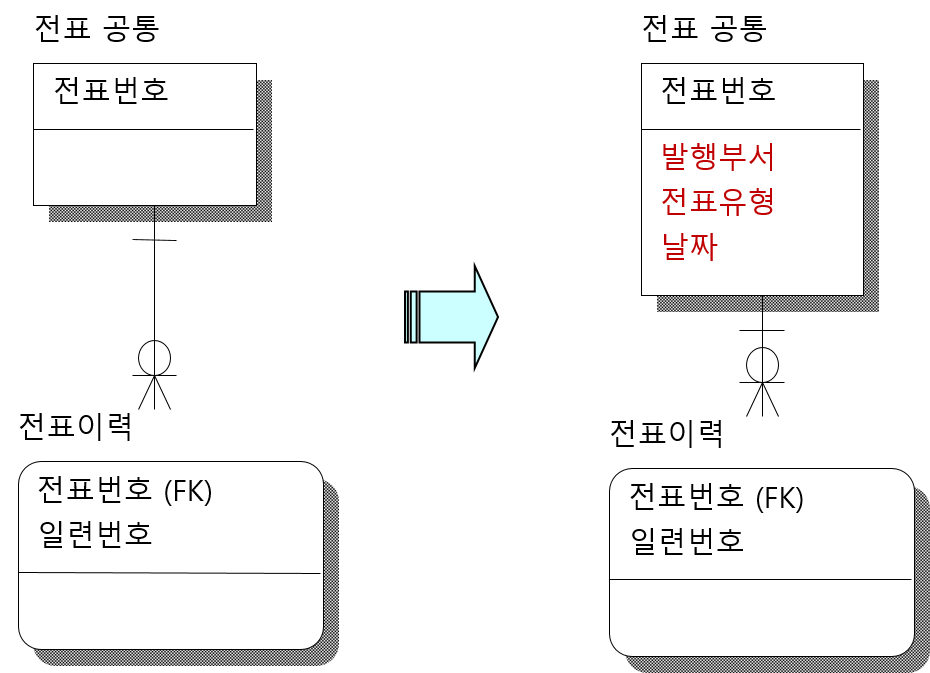 전표 공통
전표번호
전표이력
전표번호 (FK)
일련번호
전표 공통
전표번호
발행부서
전표유형
날짜
전표이력
전표번호 (FK)
일련번호